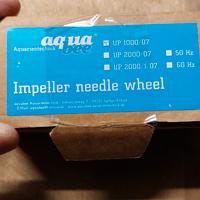 aqua
Aquarientechnik bee
UP 1000/07
UP 2000/07
UP 2000/1/07
50 Hz
60 Hz
Impeller needle wheel